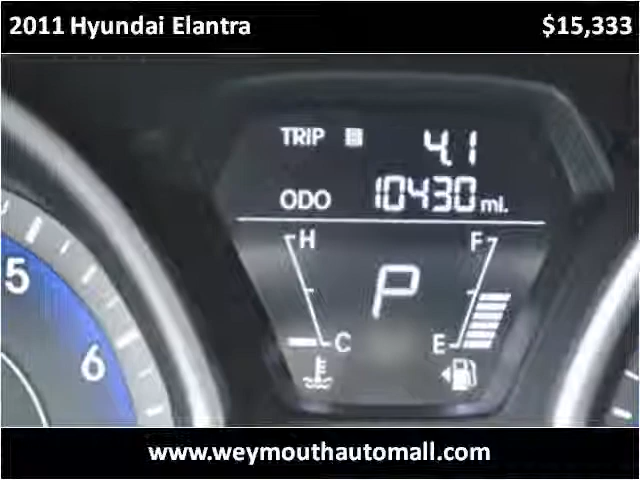 2011 Hyundai Elantra $15,333
TRIP B 4.1
ODO 10430 mi.
H F
5 P
C E
6
www.weymouthautomall.com